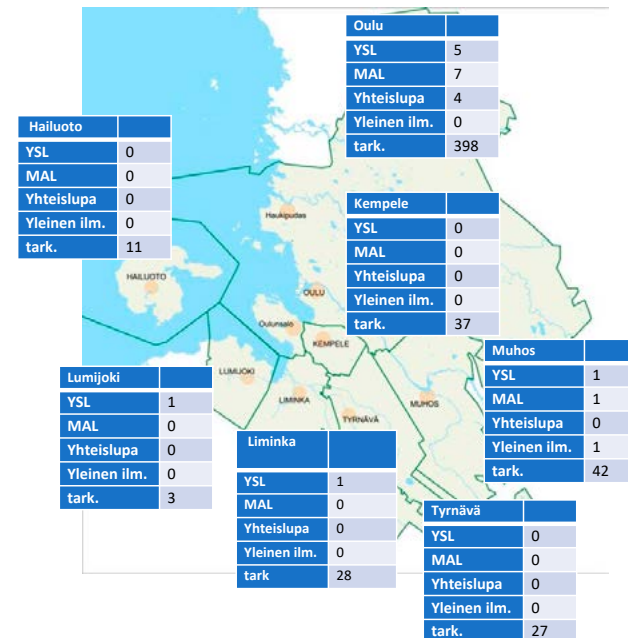 Oulu
YSL 5
MAL 7
Yhteislupa 4
Yleinen ilm. 0
tark. 398
Hailuoto
YSL 0
MAL 0
Yhteislupa 0
Yleinen ilm. 0
tark. 11
Kempele
YSL 0
MAL 0
Yhteislupa 0
Yleinen ilm. 0
tark. 37
Haukipudas
HAILUOTO
OULU
Oulunsalo
KEMPELE
LUMIJOKI
LIMINKA
TYRNÄVÄ
MUHOS
Muhos
YSL 1
MAL 1
Yhteislupa 0
Yleinen ilm. 1
tark. 42
Lumijoki
YSL 1
MAL 0
Yhteislupa 0
Yleinen ilm. 0
tark. 3
Liminka
YSL 1
MAL 0
Yhteislupa 0
Yleinen ilm. 0
tark 28
Tyrnävä
YSL 0
MAL 0
Yhteislupa 0
Yleinen ilm. 0
tark. 27